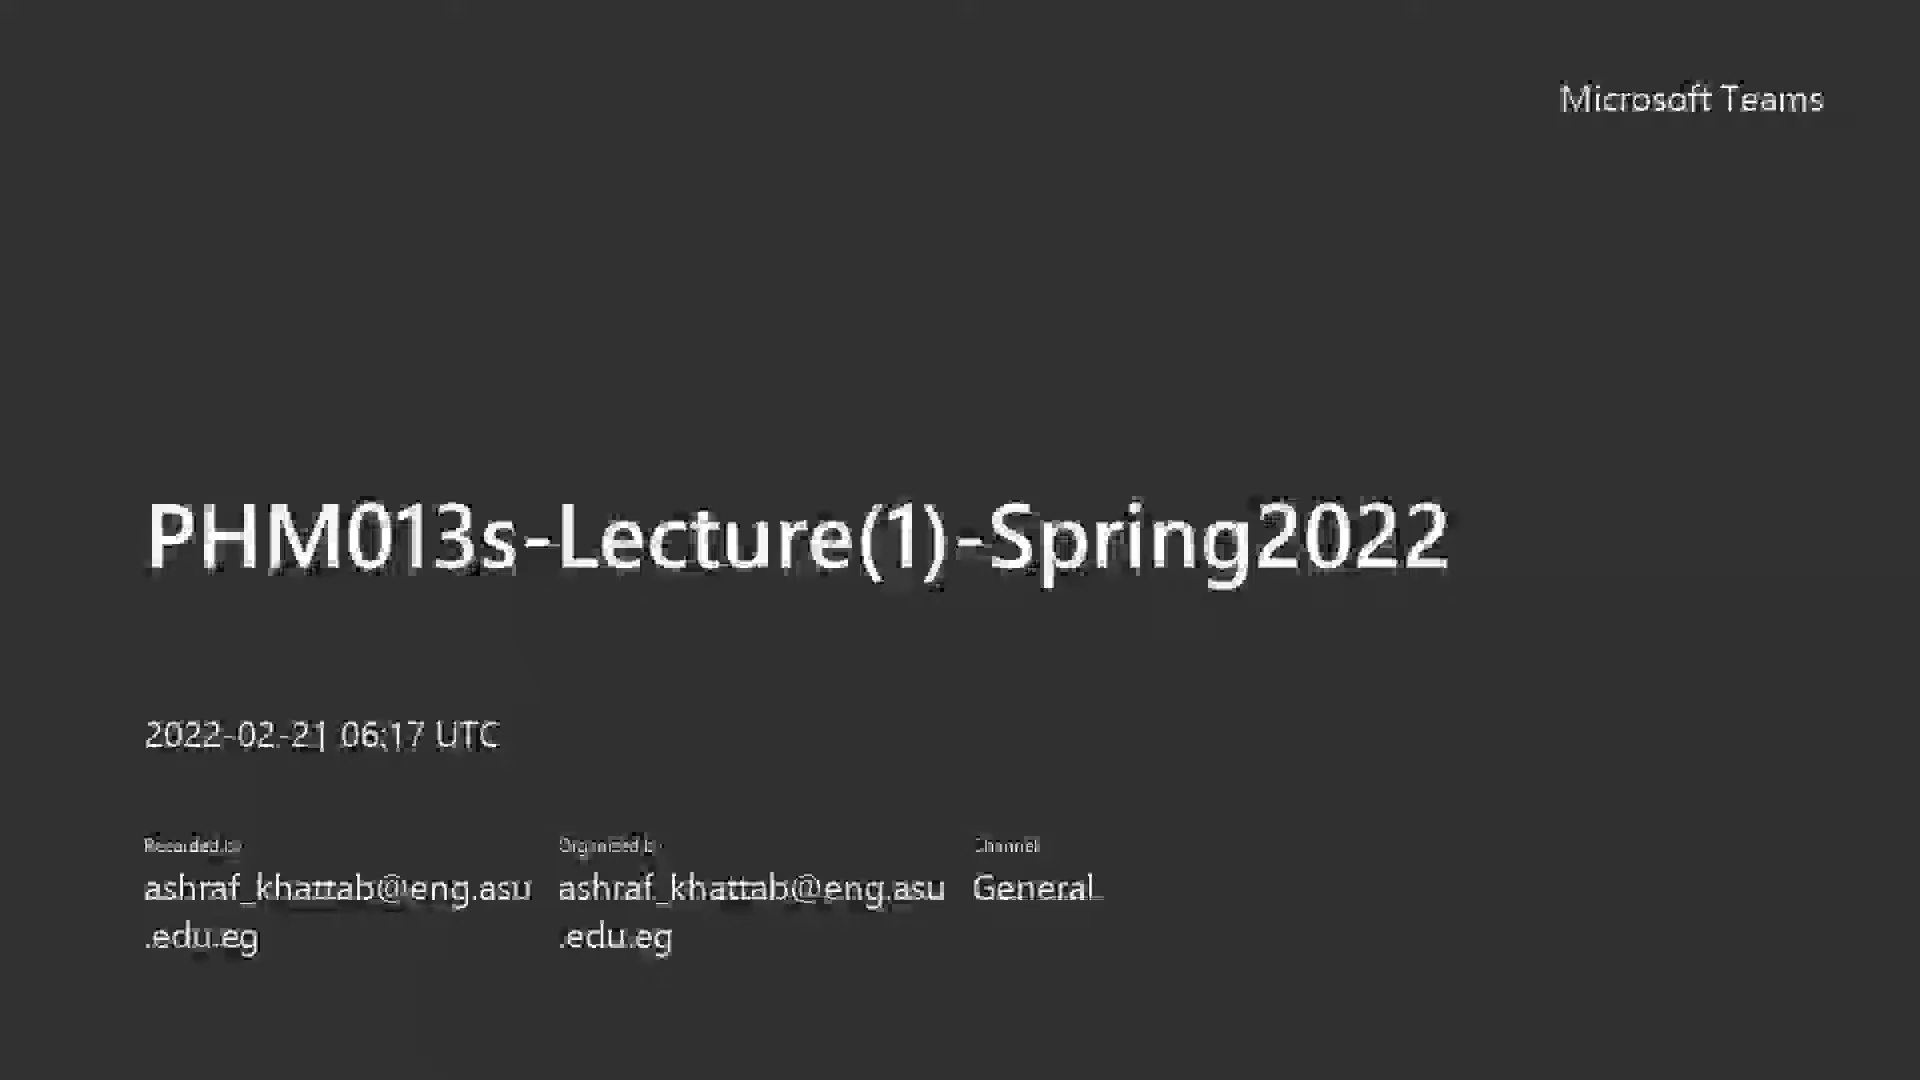 Microsoft Teams
PHM013s-Lecture(1)-Spring2022
2022-02-21 06:17 UTC
Recorded by
Organized by
Channel
ashraf_khattab@eng.asu
ashraf_khattab@eng.asu
General
.edu.eg
.edu.eg